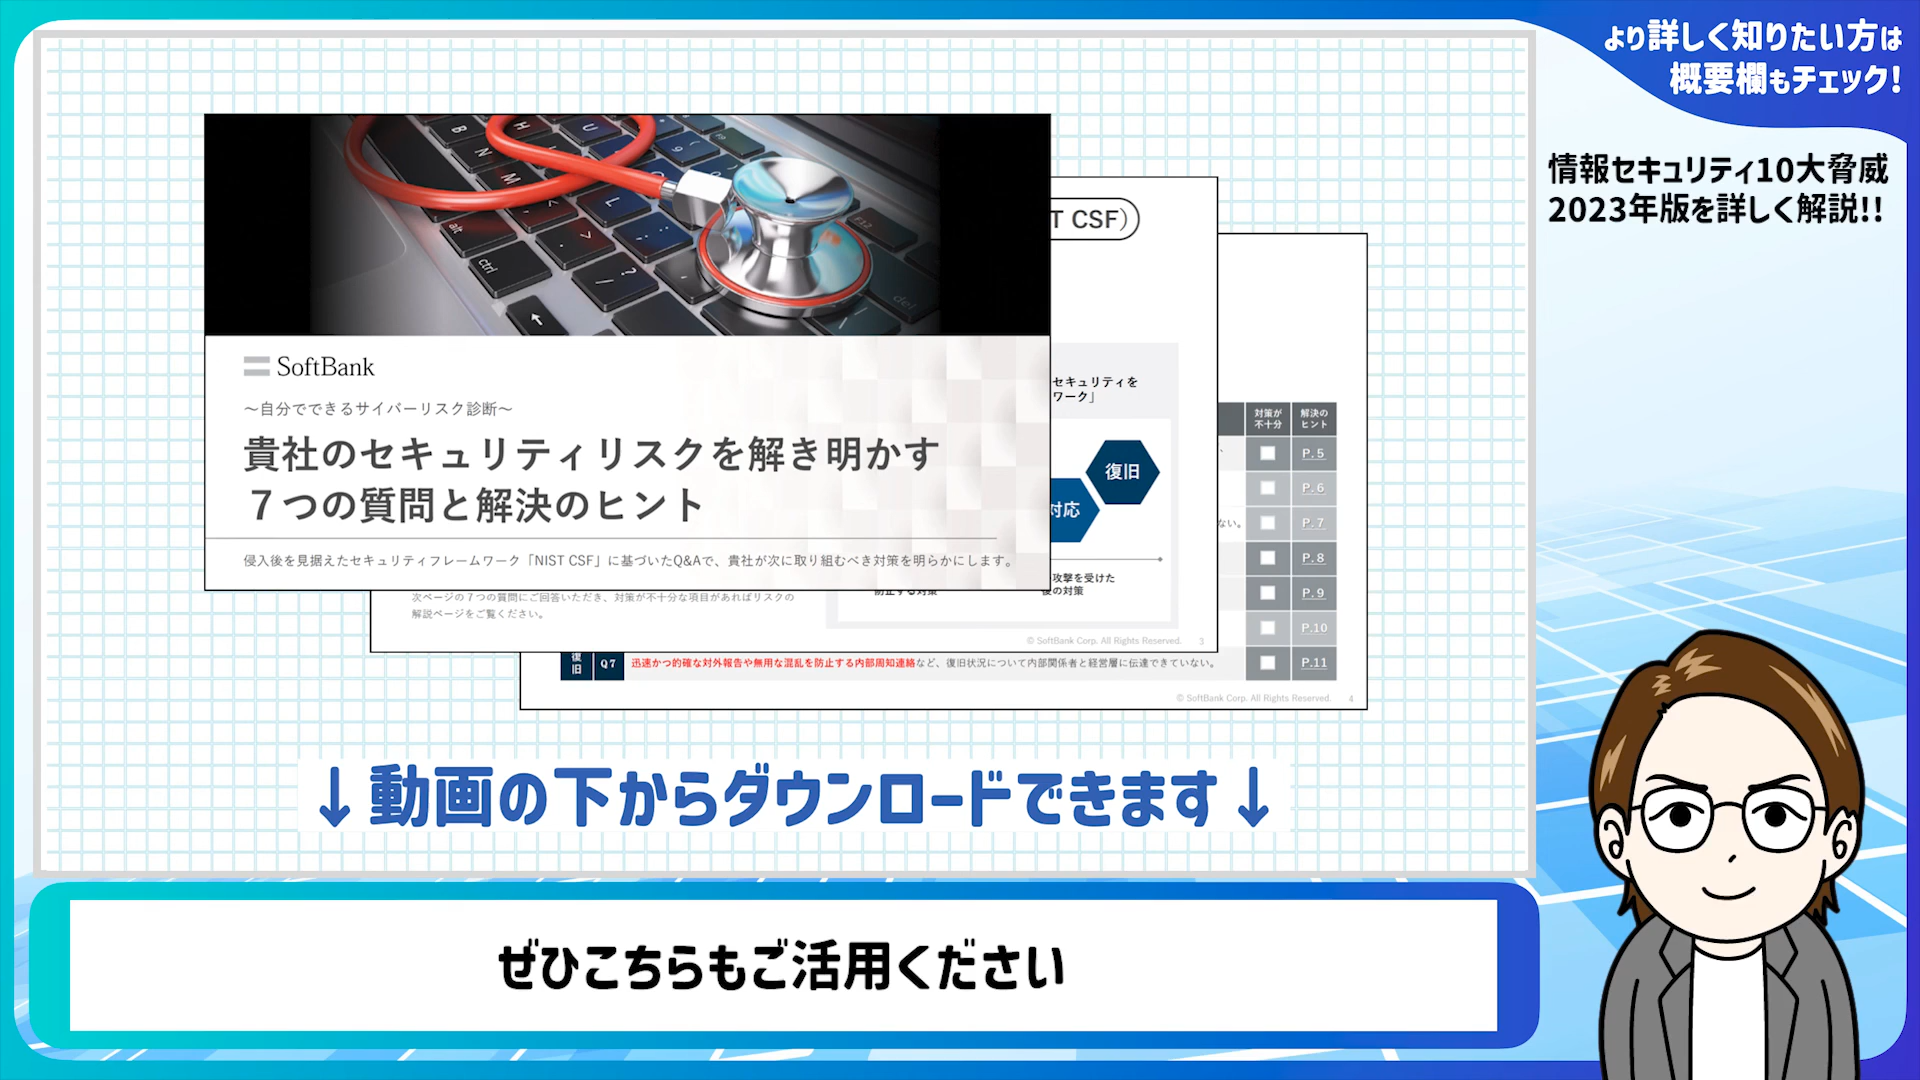 より詳しく知りたい方は
概要欄もチェック!
情報セキュリティ10大脅威
2023年版を詳しく解説!!
SoftBank
～自分でできるサイバーリスク診断～
貴社のセキュリティリスクを解き明かす
７つの質問と解決のヒント
侵入後を見据えたセキュリティフレームワーク「NIST CSF」に基づいたQ&Aで、貴社が次に取り組むべき対策を明らかにします。
T CSF）
セキュリティを
ワーク」
復旧
対応
攻撃を受けた
後の対策
防止する対策
次ページの７つの質問にご回答いただき、対策が不十分な項目があればリスクの
解説ページをご覧ください。
© SoftBank Corp. All Rights Reserved. 3
対策が
不十分
解決の
ヒント
P.5
P.6
ない。
P.7
P.8
P.9
P.10
復旧 Q7 迅速かつ的確な対外報告や無用な混乱を防止する内部周知連絡など、復旧状況について内部関係者と経営層に伝達できていない。 P.11
© SoftBank Corp. All Rights Reserved. 4
↓動画の下からダウンロードできます↓
ぜひこちらもご活用ください